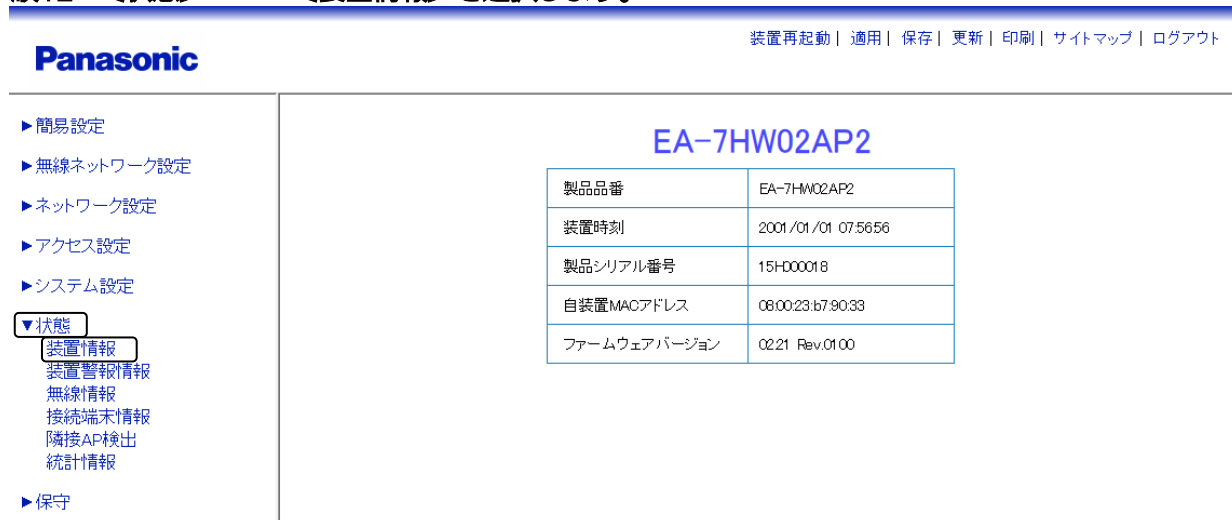 装置再起動 | 適用 | 保存 | 更新 | 印刷 | サイトマップ | ログアウト
Panasonic
▶簡易設定
▶無線ネットワーク設定
▶ネットワーク設定
▶アクセス設定
▶システム設定
▼状態
装置情報
装置警報情報
無線情報
接続端末情報
隣接AP検出
統計情報
▶保守
EA-7HW02AP2
製品品番 EA-7HW02AP2
装置時刻 2001/01/01 07:56:56
製品シリアル番号 15H000018
自装置MACアドレス 08:00:23:b7:90:33
ファームウェアバージョン 02.21 Rev.01.00